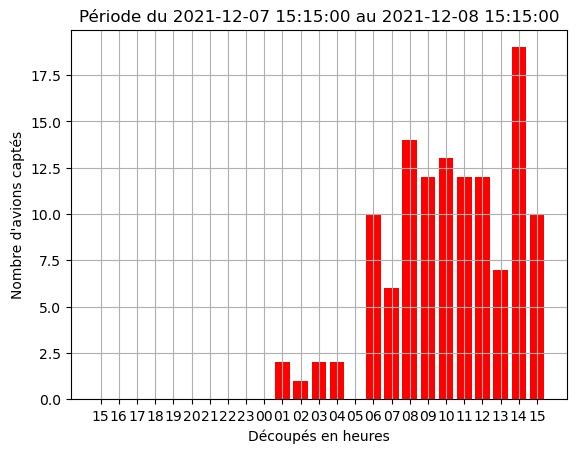 Période du 2021-12-07 15:15:00 au 2021-12-08 15:15:00
Nombre d'avions captés
17.5
15.0
12.5
10.0
7.5
5.0
2.5
0.0
15 16 17 18 19 20 21 22 23 00 01 02 03 04 05 06 07 08 09 10 11 12 13 14 15
Découpés en heures